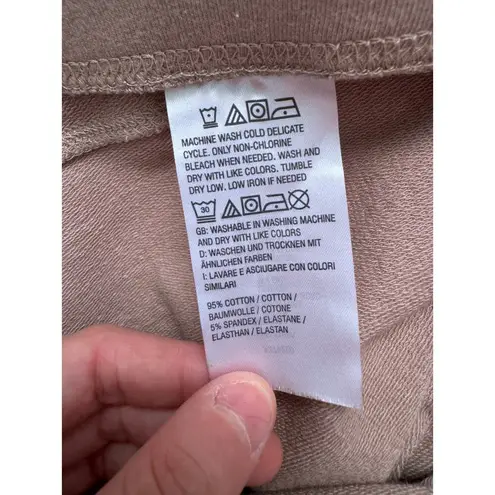 MACHINE WASH COLD DELICATE
CYCLE. ONLY NON-CHLORINE
BLEACH WHEN NEEDED. WASH AND
DRY WITH LIKE COLORS. TUMBLE
DRY LOW. LOW IRON IF NEEDED
30
GB: WASHABLE IN WASHING MACHINE
AND DRY WITH LIKE COLORS
D: WASCHEN UND TROCKNEN MIT
ÄHNLICHEN FARBEN
I: LAVARE E ASCIUGARE CON COLORI
SIMILARI
95% COTTON / COTTON /
BAUMWOLLE / COTONE
5% SPANDEX / ELASTANE /
ELASTHAN / ELASTAN